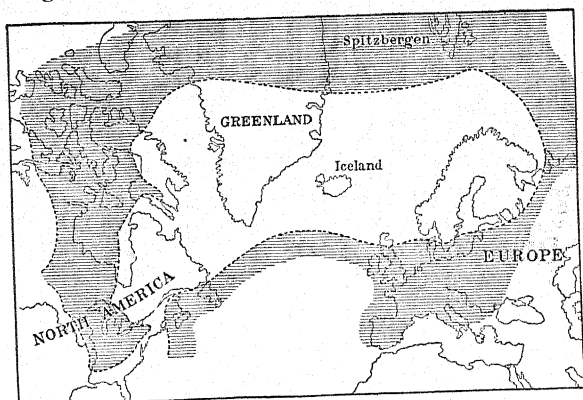 Spitzbergen
GREENLAND
Iceland
EUROPE
NORTH AMERICA